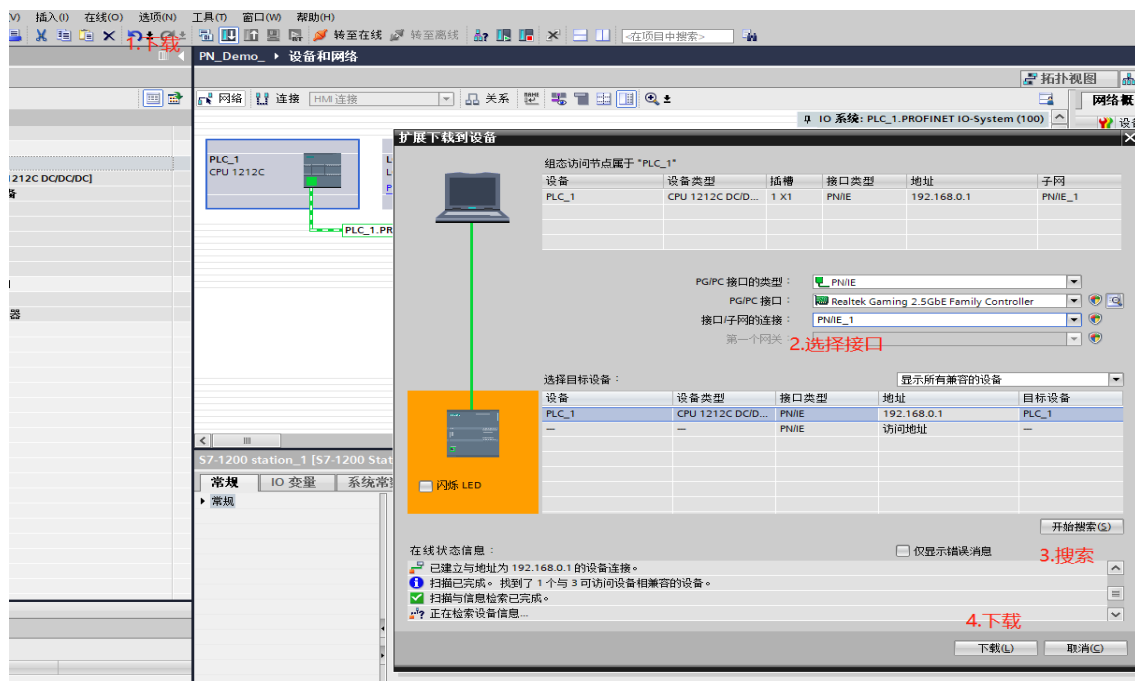 V) 插入(I) 在线(O) 选项(N) 工具(T) 窗口(W) 帮助(H)
转至在线 转至离线 <在项目中搜索>
1.下载
PN_Demo_ 设备和网络
拓扑视图
网络 连接 HMI 连接 关系
网络概
IO 系统: PLC_1.PROFINET IO-System (100)
设备
扩展下载到设备
PLC_1
CPU 1212C
1212C DC/DC/DC]
备
PLC_1.PR
器
组态访问节点属于 "PLC_1"
设备 设备类型 插槽 接口类型 地址 子网
PLC_1 CPU 1212C DC/D... 1 X1 PN/IE 192.168.0.1 PN/IE_1
PG/PC 接口的类型: PN/IE
PG/PC 接口: Realtek Gaming 2.5GbE Family Controller
接口/子网的连接: PN/IE_1
第一个网关:
2.选择接口
选择目标设备: 显示所有兼容的设备
设备 设备类型 接口类型 地址 目标设备
PLC_1 CPU 1212C DC/D... PN/IE 192.168.0.1 PLC_1
— — PN/IE 访问地址 —
闪烁 LED
S7-1200 station_1 [S7-1200 Stat
常规 IO 变量 系统常
常规
开始搜索(S)
在线状态信息: 仅显示错误消息
3.搜索
已建立与地址为 192.168.0.1 的设备连接。
扫描已完成。找到了 1 个与 3 可访问设备相兼容的设备。
扫描与信息检索已完成。
正在检索设备信息...
4.下载
下载(L) 取消(C)